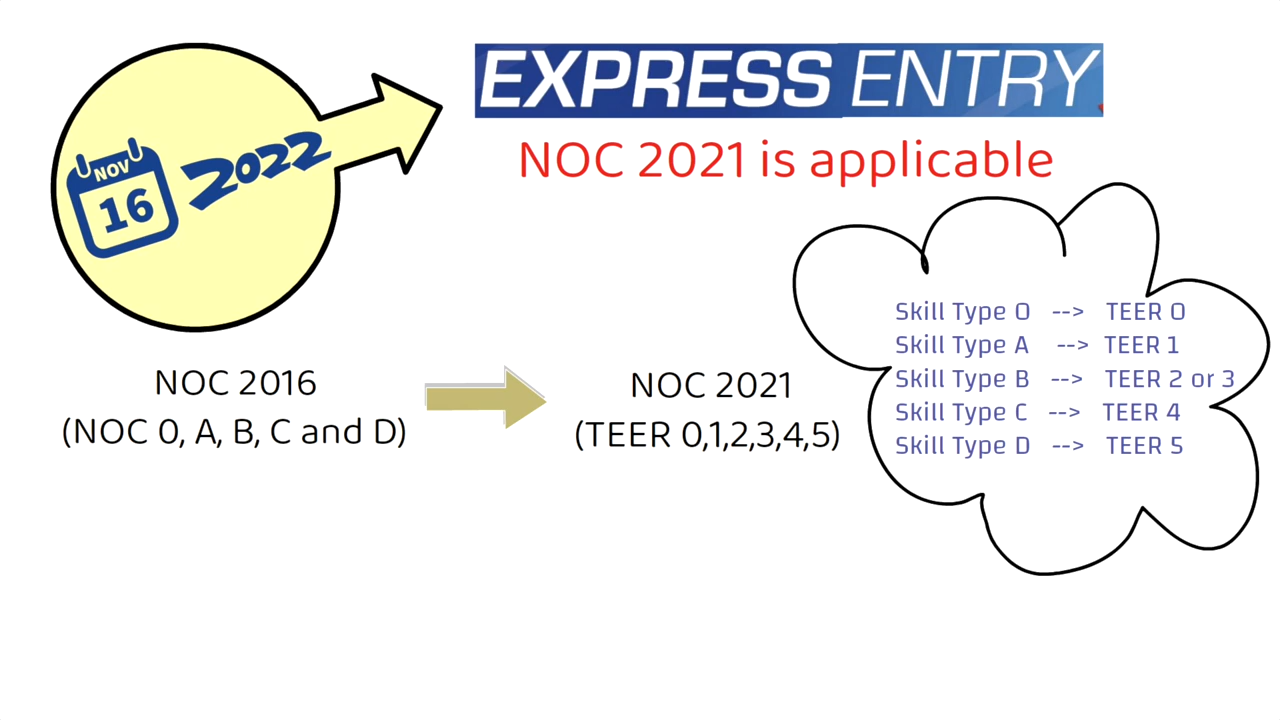 NOV
16
2022
EXPRESS ENTRY
NOC 2021 is applicable
NOC 2016
(NOC 0, A, B, C and D)
NOC 2021
(TEER 0,1,2,3,4,5)
Skill Type 0 --> TEER 0
Skill Type A --> TEER 1
Skill Type B --> TEER 2 or 3
Skill Type C --> TEER 4
Skill Type D --> TEER 5